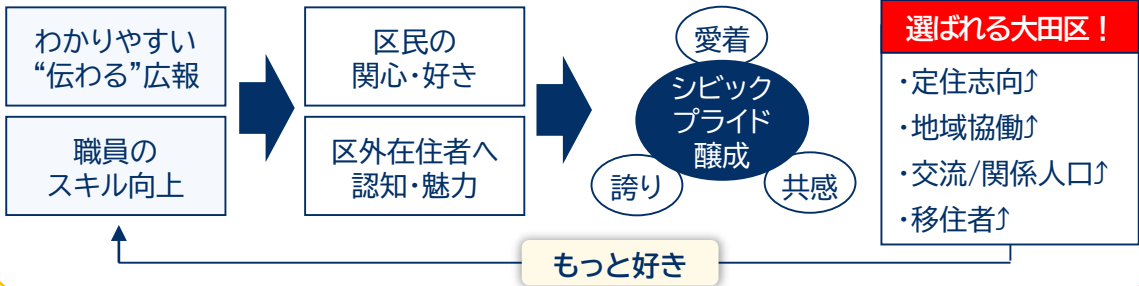 わかりやすい
“伝わる”広報
職員の
スキル向上
区民の
関心・好き
区外在住者へ
認知・魅力
愛着
シビック
プライド
醸成
誇り
共感
選ばれる大田区！
・定住志向⤴
・地域協働⤴
・交流/関係人口⤴
・移住者⤴
もっと好き